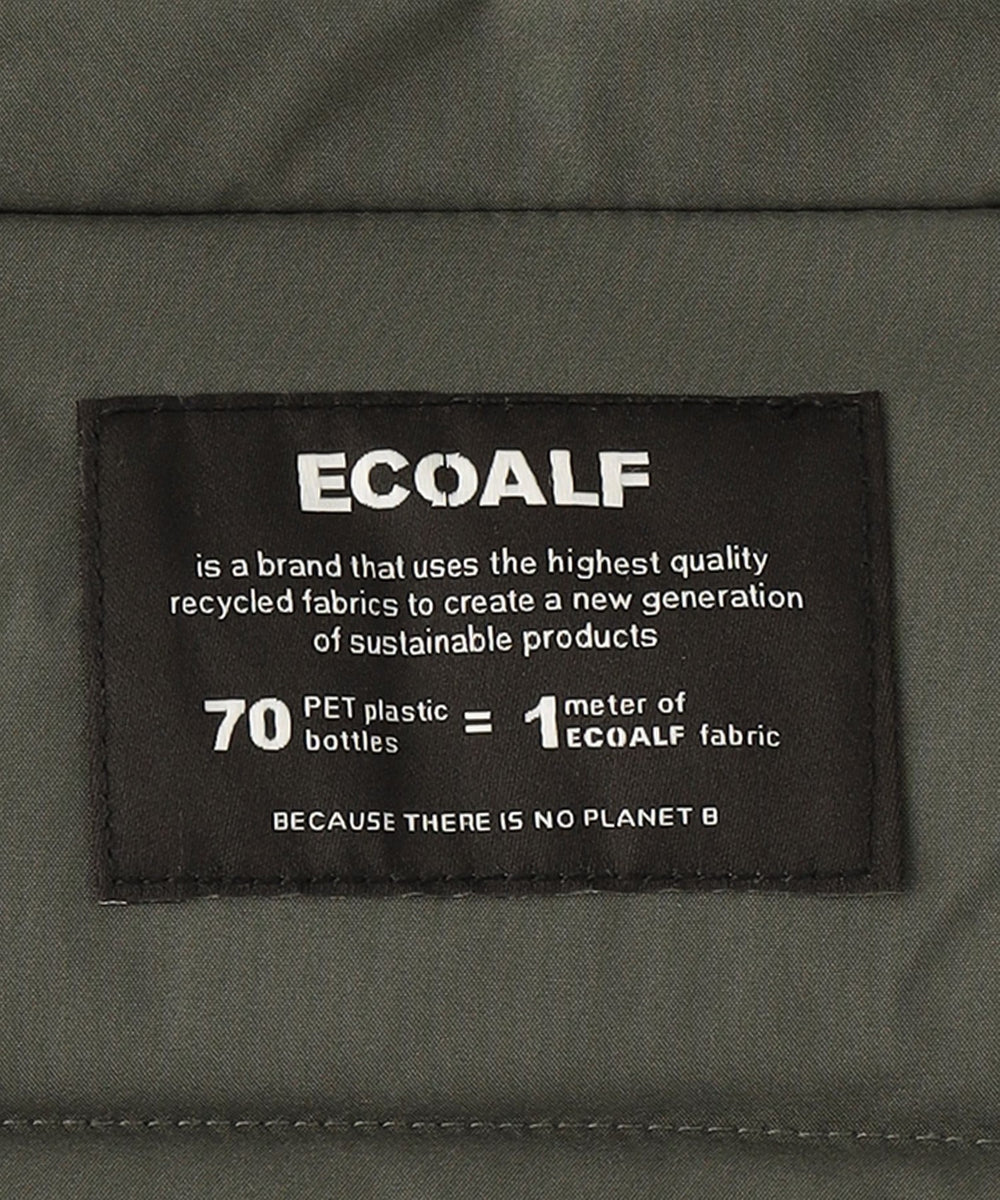 ECOALF
is a brand that uses the highest quality
recycled fabrics to create a new generation
of sustainable products
70 PET plastic bottles = 1 meter of ECOALF fabric
BECAUSE THERE IS NO PLANET B